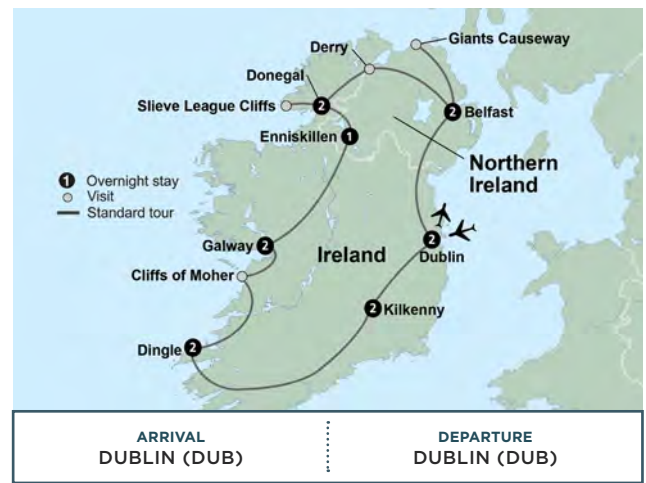 Giants Causeway
Derry
Donegal
2
Slieve League Cliffs
2
Belfast
Enniskillen
1
Northern
Ireland
1 Overnight stay
Visit
Standard tour
Galway
2
Ireland
2
Dublin
Cliffs of Moher
2
Kilkenny
Dingle
2
ARRIVAL
DUBLIN (DUB)
DEPARTURE
DUBLIN (DUB)